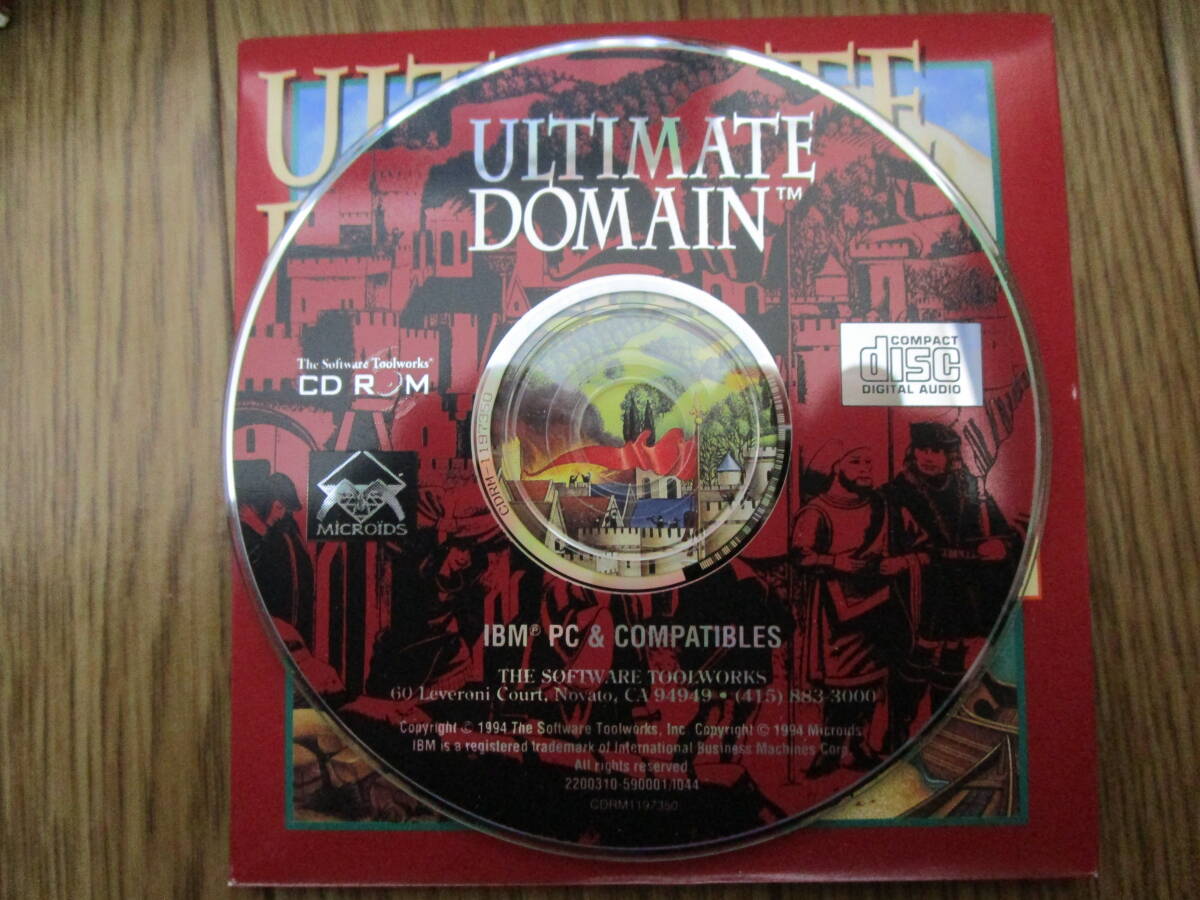 ULTIMATE
DOMAIN™
COMPACT
disc
DIGITAL AUDIO
The Software Toolworks®
CD ROM
MICROÏDS
CDRM-1197350
IBM® PC & COMPATIBLES
THE SOFTWARE TOOLWORKS
60 Leveroni Court, Novato, CA 94949 • (415) 883-3000
Copyright © 1994 The Software Toolworks, Inc. Copyright © 1994 Microids
IBM is a registered trademark of International Business Machines Corp.
All rights reserved
2200310-590001/1044
CDRM1197350